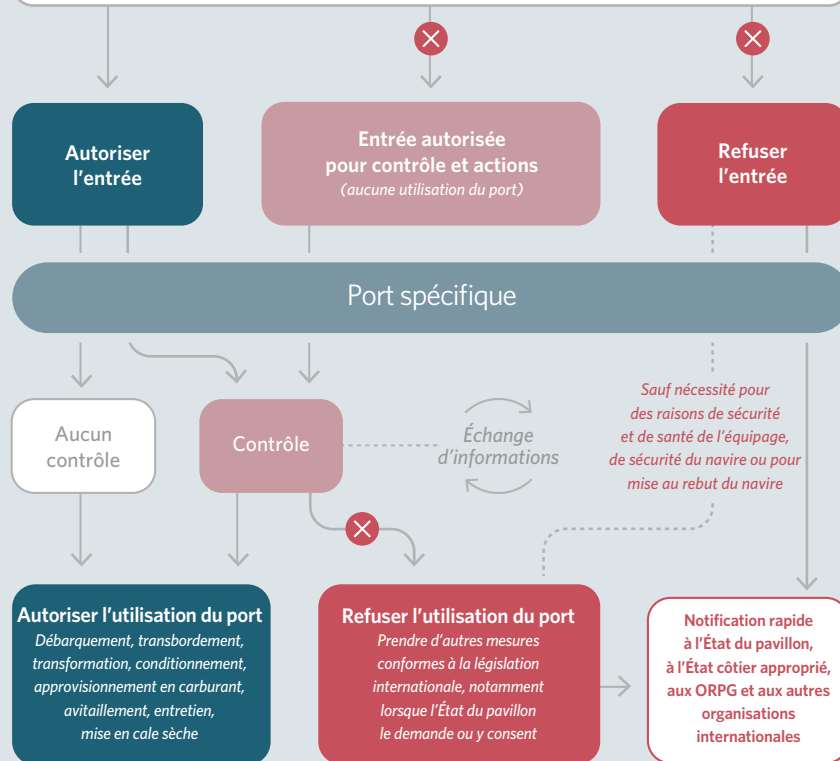 Autoriser
l'entrée
Entrée autorisée
pour contrôle et actions
(aucune utilisation du port)
Refuser
l'entrée
Port spécifique
Aucun
contrôle
Contrôle
Échange
d'informations
Sauf nécessité pour
des raisons de sécurité
et de santé de l'équipage,
de sécurité du navire ou pour
mise au rebut du navire
Autoriser l'utilisation du port
Débarquement, transbordement,
transformation, conditionnement,
approvisionnement en carburant,
avitaillement, entretien,
mise en cale sèche
Refuser l'utilisation du port
Prendre d'autres mesures
conformes à la législation
internationale, notamment
lorsque l'État du pavillon
le demande ou y consent
Notification rapide
à l'État du pavillon,
à l'État côtier approprié,
aux ORPG et aux autres
organisations
internationales